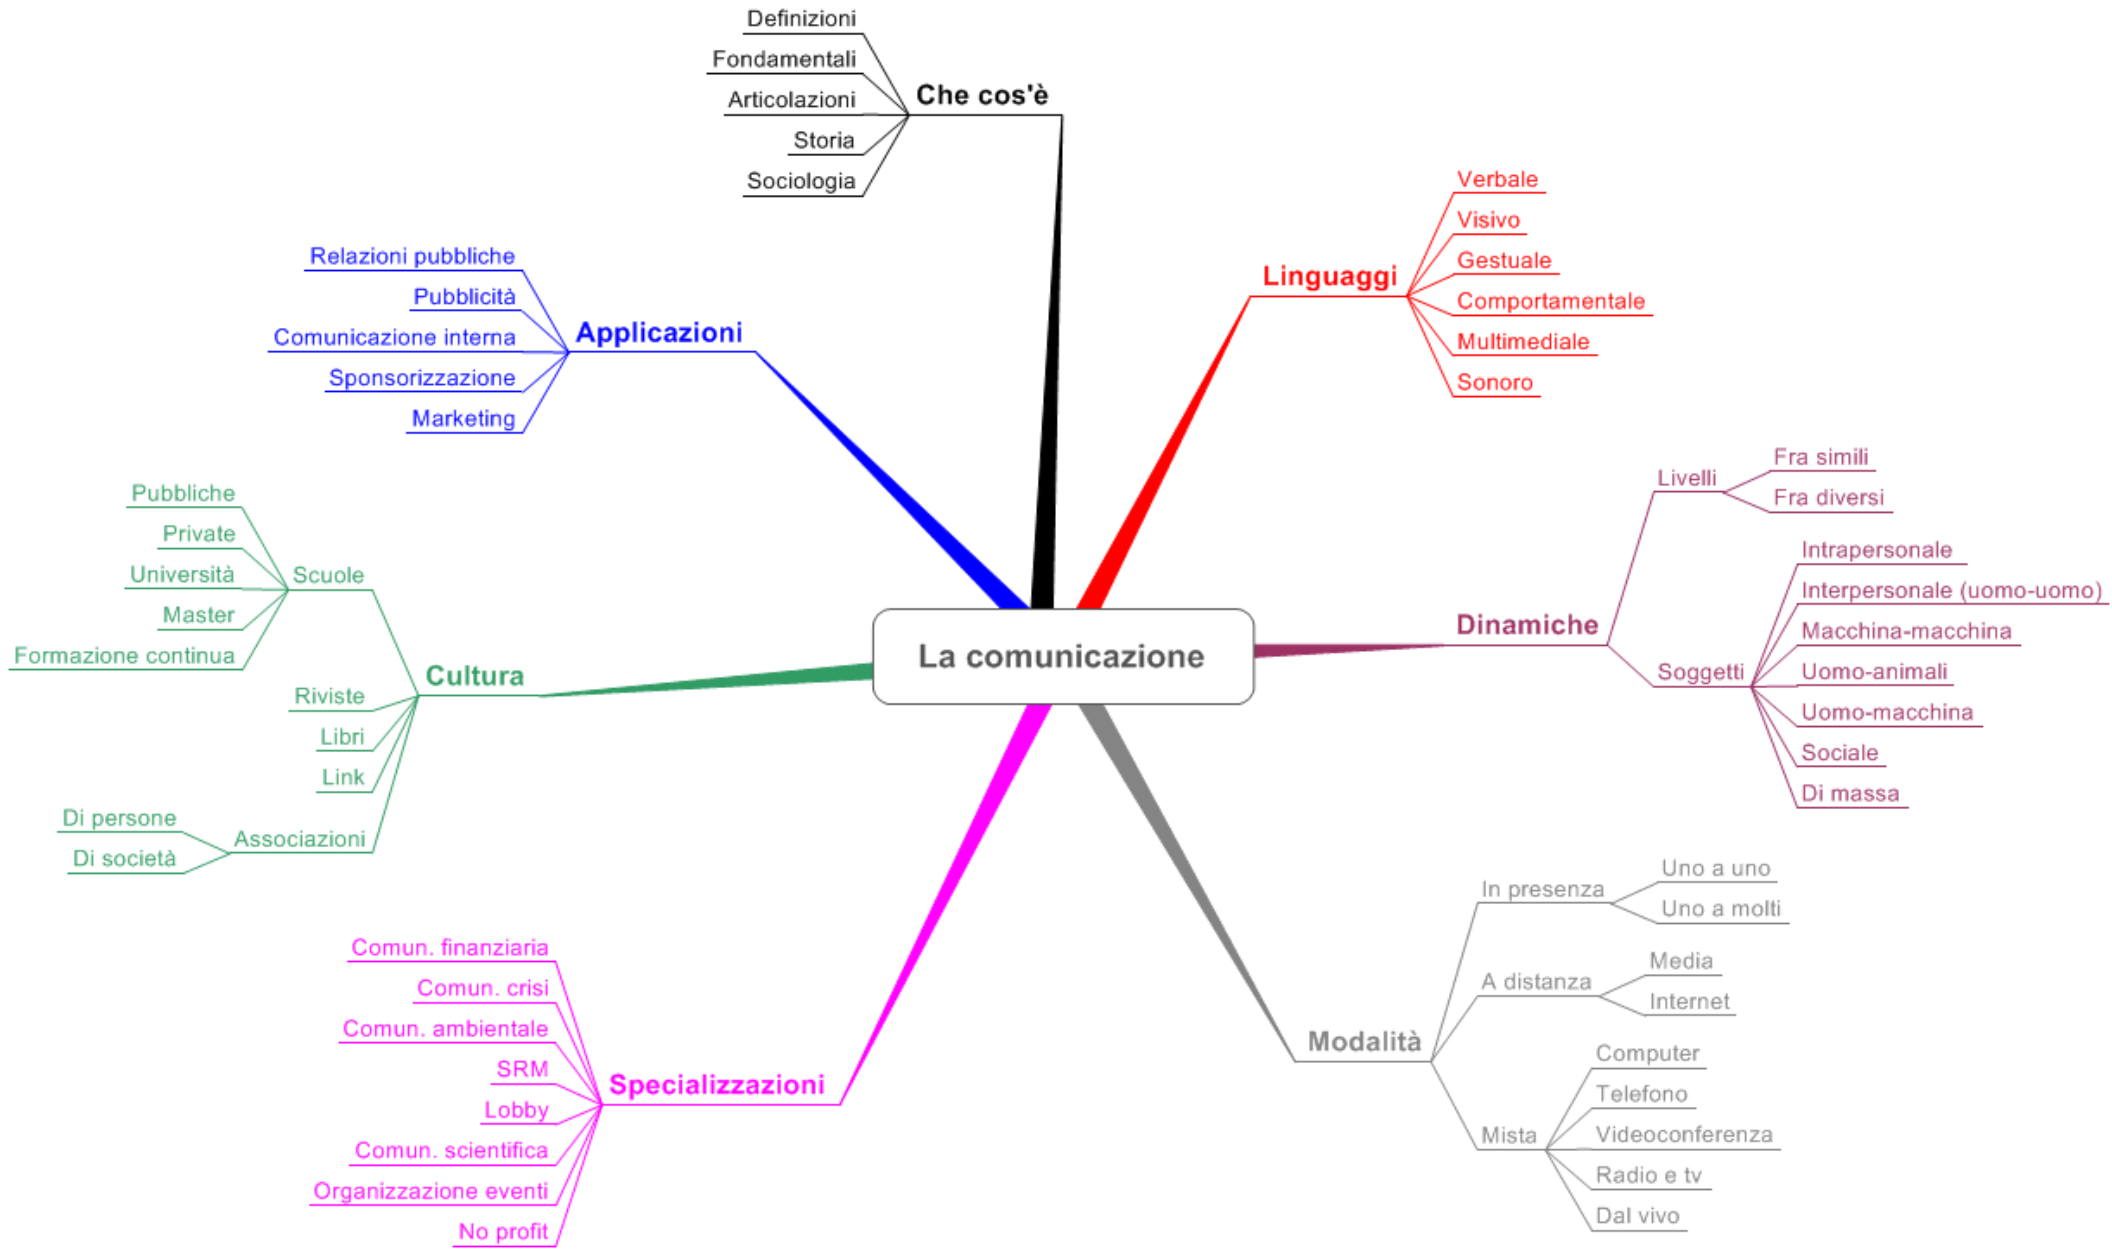 La comunicazione
Che cos'è
Definizioni
Fondamentali
Articolazioni
Storia
Sociologia
Linguaggi
Verbale
Visivo
Gestuale
Comportamentale
Multimediale
Sonoro
Dinamiche
Livelli
Fra simili
Fra diversi
Soggetti
Intrapersonale
Interpersonale (uomo-uomo)
Macchina-macchina
Uomo-animali
Uomo-macchina
Sociale
Di massa
Modalità
In presenza
Uno a uno
Uno a molti
A distanza
Media
Internet
Mista
Computer
Telefono
Videoconferenza
Radio e tv
Dal vivo
Specializzazioni
Comun. finanziaria
Comun. crisi
Comun. ambientale
SRM
Lobby
Comun. scientifica
Organizzazione eventi
No profit
Cultura
Scuole
Pubbliche
Private
Università
Master
Formazione continua
Riviste
Libri
Link
Associazioni
Di persone
Di società
Applicazioni
Relazioni pubbliche
Pubblicità
Comunicazione interna
Sponsorizzazione
Marketing